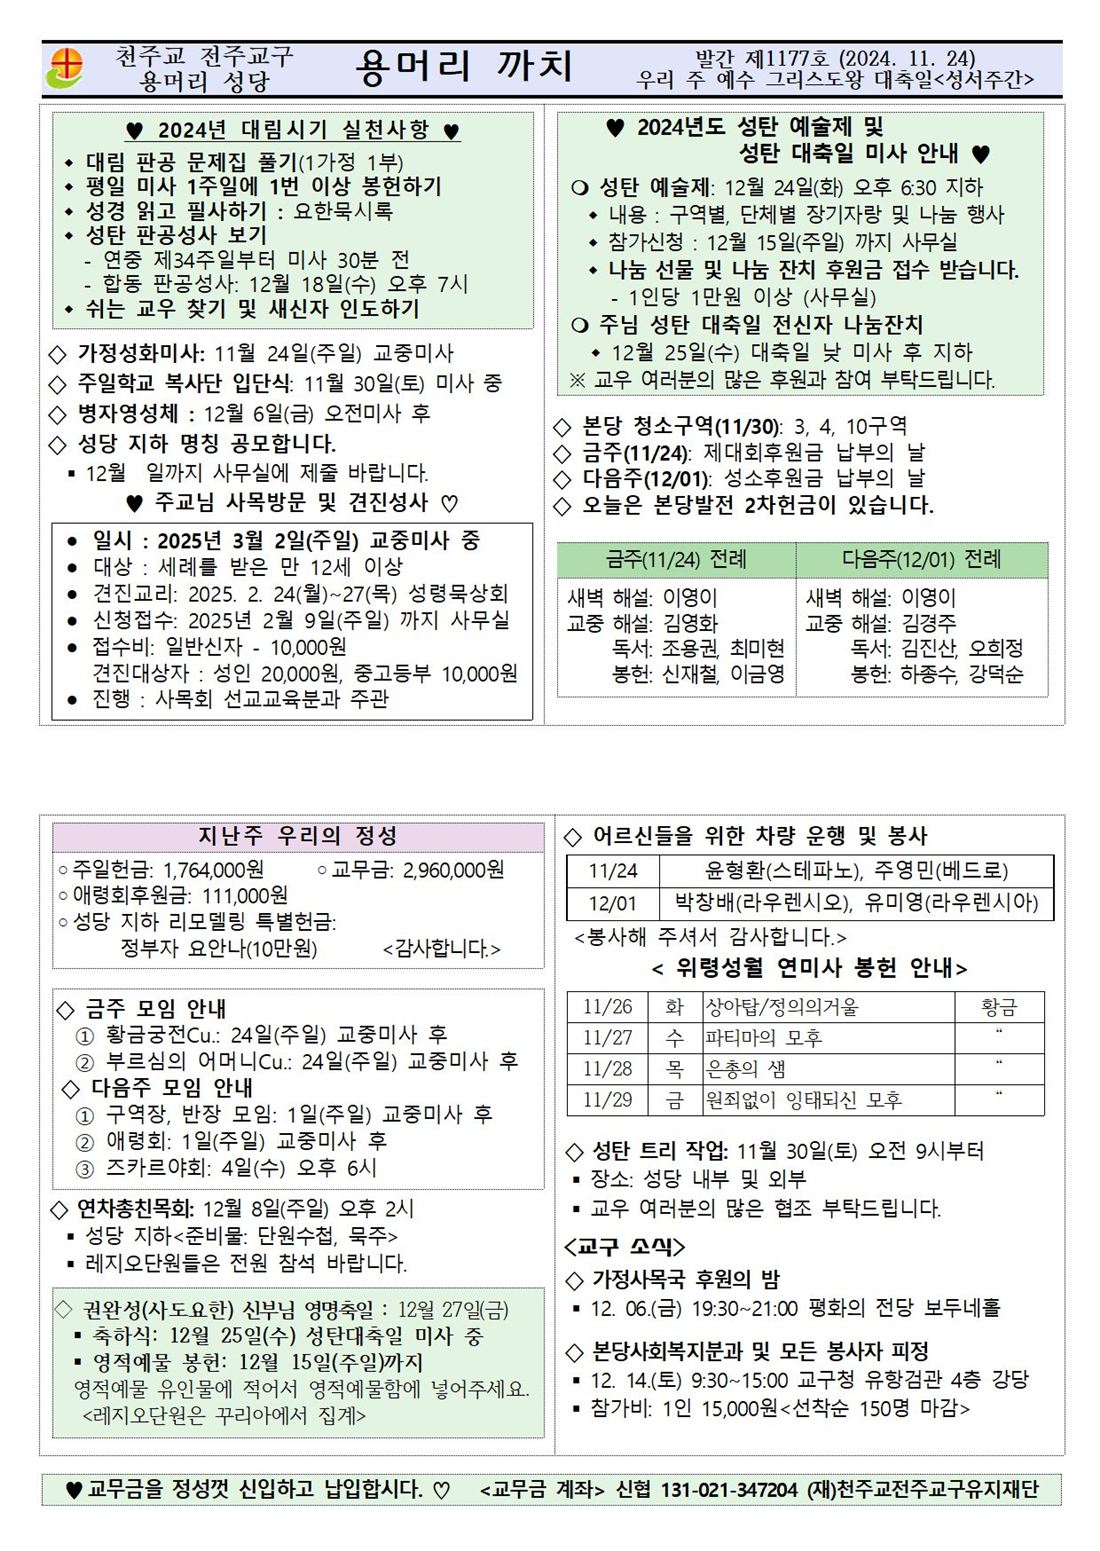 천주교 전주교구
용머리 성당
용머리 까치
발간 제1177호 (2024. 11. 24)
우리 주 예수 그리스도왕 대축일<성서주간>
♥ 2024년 대림시기 실천사항 ♥
◆ 대림 판공 문제집 풀기(1가정 1부)
◆ 평일 미사 1주일에 1번 이상 봉헌하기
◆ 성경 읽고 필사하기 : 요한묵시록
◆ 성탄 판공성사 보기
- 연중 제34주일부터 미사 30분 전
- 합동 판공성사: 12월 18일(수) 오후 7시
◆ 쉬는 교우 찾기 및 새신자 인도하기
◇ 가정성화미사: 11월 24일(주일) 교중미사
◇ 주일학교 복사단 입단식: 11월 30일(토) 미사 중
◇ 병자영성체 : 12월 6일(금) 오전미사 후
◇ 성당 지하 명칭 공모합니다.
▪ 12월 일까지 사무실에 제출 바랍니다.
♥ 주교님 사목방문 및 견진성사 ♡
● 일시 : 2025년 3월 2일(주일) 교중미사 중
● 대상 : 세례를 받은 만 12세 이상
● 견진교리: 2025. 2. 24(월)~27(목) 성령묵상회
● 신청접수: 2025년 2월 9일(주일) 까지 사무실
● 접수비: 일반신자 - 10,000원
견진대상자 : 성인 20,000원, 중고등부 10,000원
● 진행 : 사목회 선교교육분과 주관
♥ 2024년도 성탄 예술제 및
성탄 대축일 미사 안내 ♥
❍ 성탄 예술제: 12월 24일(화) 오후 6:30 지하
◆ 내용 : 구역별, 단체별 장기자랑 및 나눔 행사
◆ 참가신청 : 12월 15일(주일) 까지 사무실
◆ 나눔 선물 및 나눔 잔치 후원금 접수 받습니다.
- 1인당 1만원 이상 (사무실)
❍ 주님 성탄 대축일 전신자 나눔잔치
◆ 12월 25일(수) 대축일 낮 미사 후 지하
※ 교우 여러분의 많은 후원과 참여 부탁드립니다.
◇ 본당 청소구역(11/30): 3, 4, 10구역
◇ 금주(11/24): 제대회후원금 납부의 날
◇ 다음주(12/01): 성소후원금 납부의 날
◇ 오늘은 본당발전 2차헌금이 있습니다.
금주(11/24) 전례 다음주(12/01) 전례
새벽 해설: 이영이 새벽 해설: 이영이
교중 해설: 김영화 교중 해설: 김경주
독서: 조용권, 최미현 독서: 김진산, 오희정
봉헌: 신재철, 이금영 봉헌: 하종수, 강덕순
지난주 우리의 정성
○ 주일헌금: 1,764,000원 ○ 교무금: 2,960,000원
○ 애령회후원금: 111,000원
○ 성당 지하 리모델링 특별헌금:
정부자 요안나(10만원) <감사합니다.>
◇ 금주 모임 안내
① 황금궁전Cu.: 24일(주일) 교중미사 후
② 부르심의 어머니Cu.: 24일(주일) 교중미사 후
◇ 다음주 모임 안내
① 구역장, 반장 모임: 1일(주일) 교중미사 후
② 애령회: 1일(주일) 교중미사 후
③ 즈카르야회: 4일(수) 오후 6시
◇ 연차총친목회: 12월 8일(주일) 오후 2시
▪ 성당 지하<준비물: 단원수첩, 묵주>
▪ 레지오단원들은 전원 참석 바랍니다.
◇ 권완성(사도요한) 신부님 영명축일 : 12월 27일(금)
▪ 축하식: 12월 25일(수) 성탄대축일 미사 중
▪ 영적예물 봉헌: 12월 15일(주일)까지
영적예물 유인물에 적어서 영적예물함에 넣어주세요.
<레지오단원은 꾸리아에서 집계>
◇ 어르신들을 위한 차량 운행 및 봉사
11/24 윤형환(스테파노), 주영민(베드로)
12/01 박창배(라우렌시오), 유미영(라우렌시아)
<봉사해 주셔서 감사합니다.>
< 위령성월 연미사 봉헌 안내>
11/26 화 상아탑/정의의거울 황금
11/27 수 파티마의 모후 “
11/28 목 은총의 샘 “
11/29 금 원죄없이 잉태되신 모후 “
◇ 성탄 트리 작업: 11월 30일(토) 오전 9시부터
▪ 장소: 성당 내부 및 외부
▪ 교우 여러분의 많은 협조 부탁드립니다.
<교구 소식>
◇ 가정사목국 후원의 밤
▪ 12. 06.(금) 19:30~21:00 평화의 전당 보두네홀
◇ 본당사회복지분과 및 모든 봉사자 피정
▪ 12. 14.(토) 9:30~15:00 교구청 유항검관 4층 강당
▪ 참가비: 1인 15,000원<선착순 150명 마감>
♥ 교무금을 정성껏 신입하고 납입합시다. ♡ <교무금 계좌> 신협 131-021-347204 (재)천주교전주교구유지재단